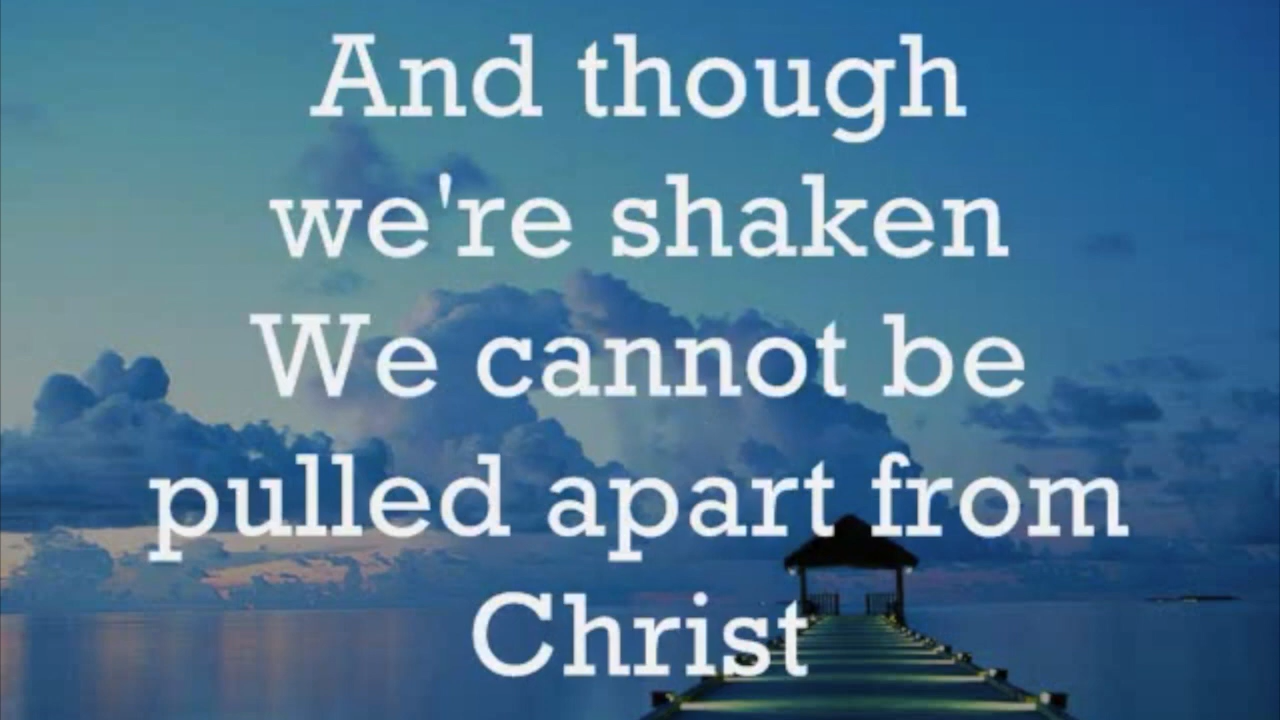 And though
we're shaken
We cannot be
pulled apart from
Christ